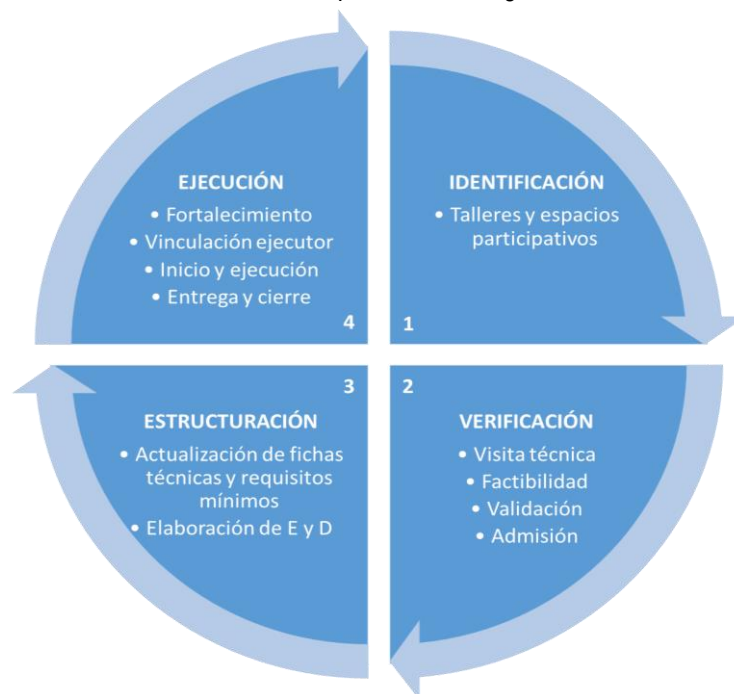 EJECUCIÓN
• Fortalecimiento
• Vinculación ejecutor
• Inicio y ejecución
• Entrega y cierre
4
IDENTIFICACIÓN
• Talleres y espacios
participativos
1
3
ESTRUCTURACIÓN
• Actualización de fichas
técnicas y requisitos
mínimos
• Elaboración de E y D
2
VERIFICACIÓN
• Visita técnica
• Factibilidad
• Validación
• Admisión